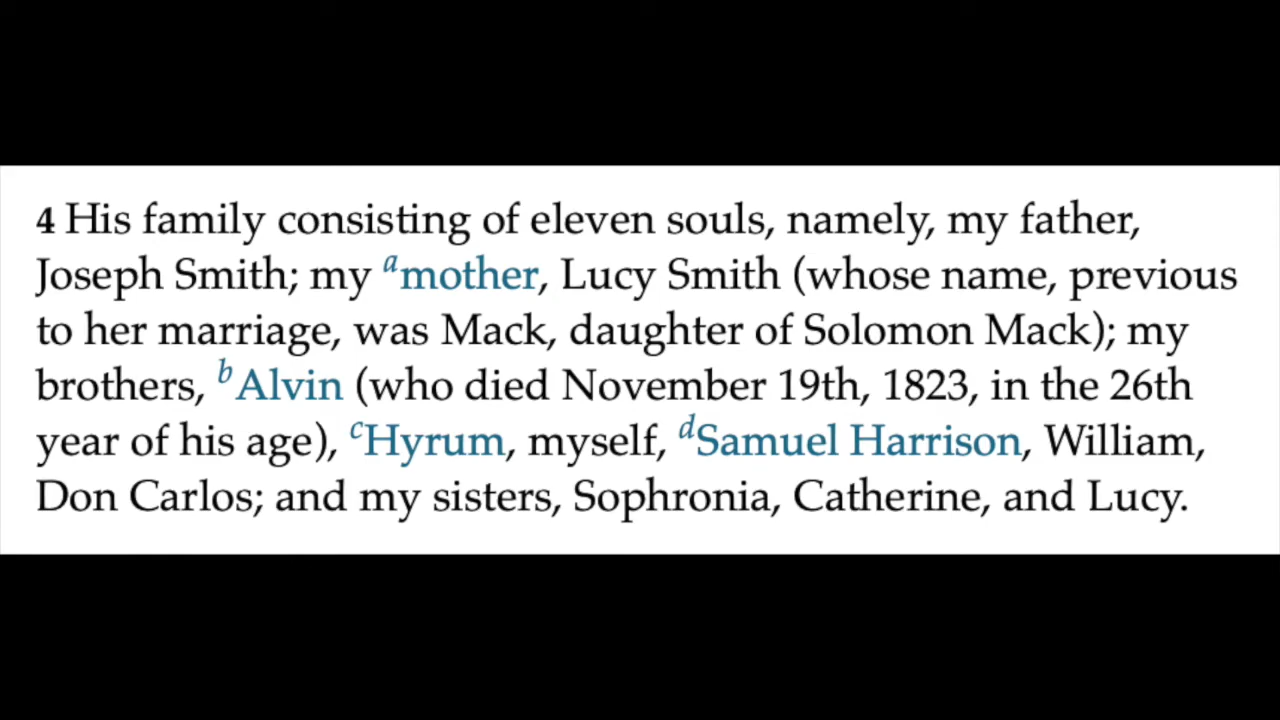 4 His family consisting of eleven souls, namely, my father,
Joseph Smith; my amother, Lucy Smith (whose name, previous
to her marriage, was Mack, daughter of Solomon Mack); my
brothers, bAlvin (who died November 19th, 1823, in the 26th
year of his age), cHyrum, myself, dSamuel Harrison, William,
Don Carlos; and my sisters, Sophronia, Catherine, and Lucy.